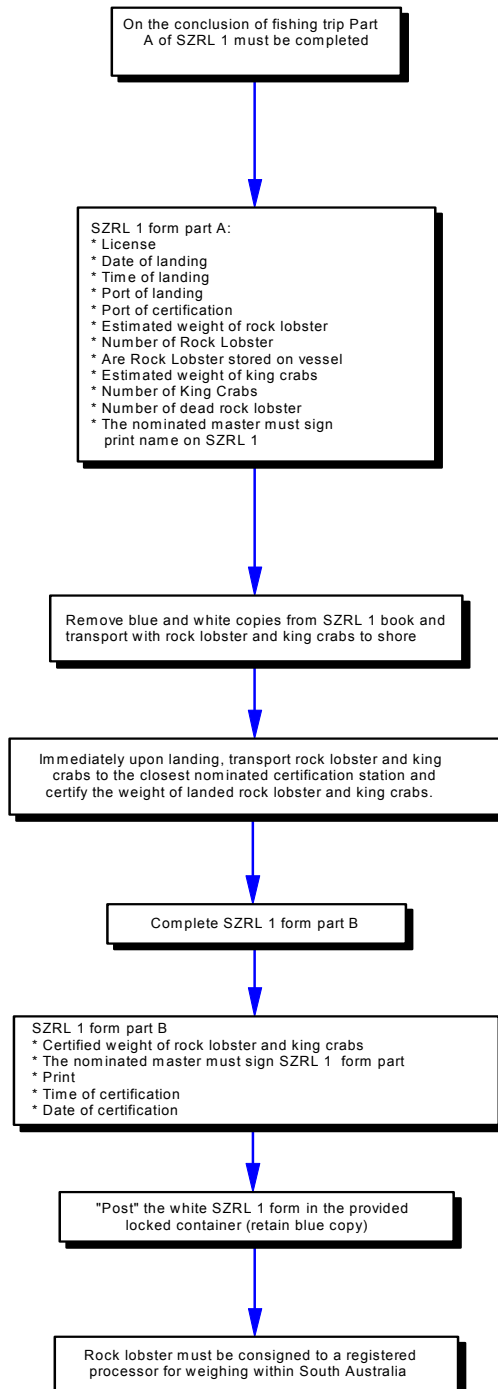 On the conclusion of fishing trip Part
A of SZRL 1 must be completed
SZRL 1 form part A:
* License
* Date of landing
* Time of landing
* Port of landing
* Port of certification
* Estimated weight of rock lobster
* Number of Rock Lobster
* Are Rock Lobster stored on vessel
* Estimated weight of king crabs
* Number of King Crabs
* Number of dead rock lobster
* The nominated master must sign
print name on SZRL 1
Remove blue and white copies from SZRL 1 book and
transport with rock lobster and king crabs to shore
Immediately upon landing, transport rock lobster and king
crabs to the closest nominated certification station and
certify the weight of landed rock lobster and king crabs.
Complete SZRL 1 form part B
SZRL 1 form part B
* Certified weight of rock lobster and king crabs
* The nominated master must sign SZRL 1 form part
* Print
* Time of certification
* Date of certification
"Post" the white SZRL 1 form in the provided
locked container (retain blue copy)
Rock lobster must be consigned to a registered
processor for weighing within South Australia